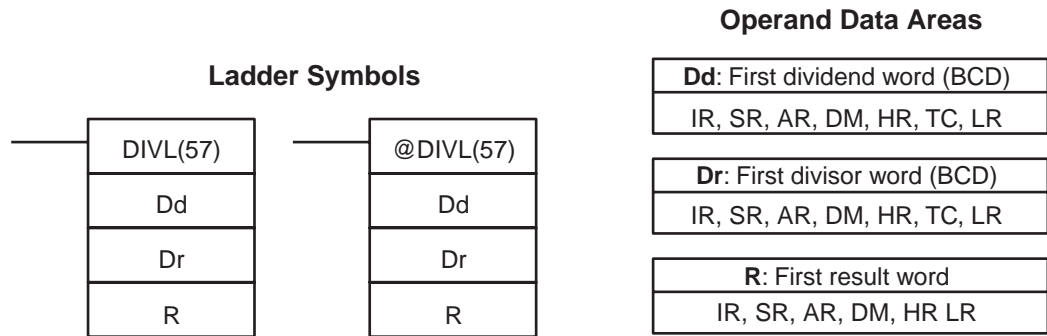 Ladder Symbols
DIVL(57)
Dd
Dr
R
@DIVL(57)
Dd
Dr
R
Operand Data Areas
Dd: First dividend word (BCD)
IR, SR, AR, DM, HR, TC, LR
Dr: First divisor word (BCD)
IR, SR, AR, DM, HR, TC, LR
R: First result word
IR, SR, AR, DM, HR LR